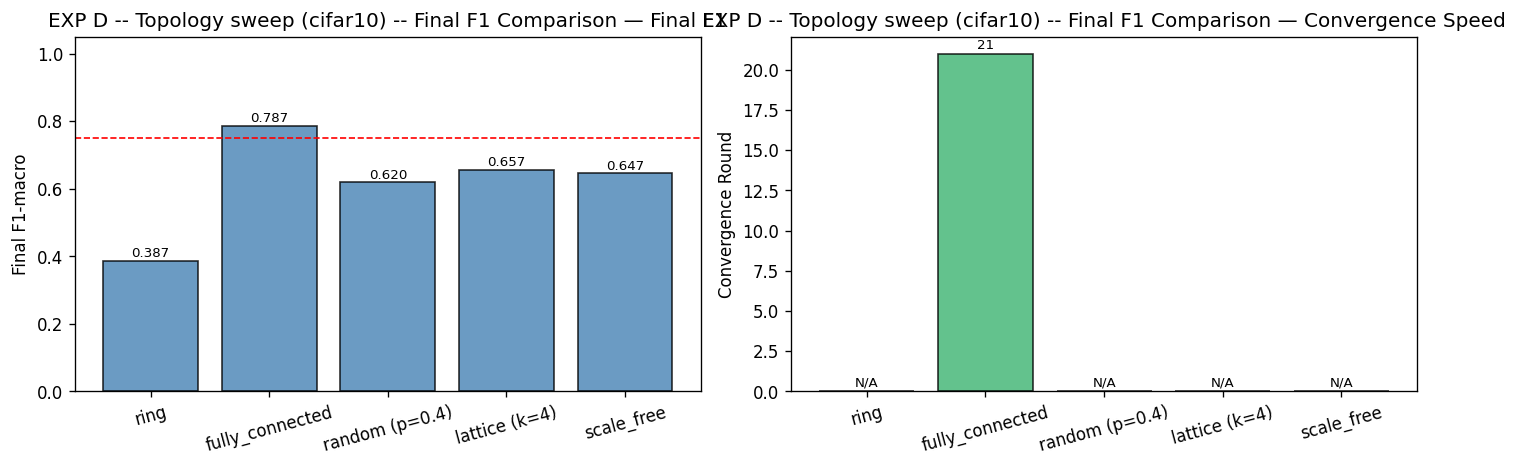 EXP D -- Topology sweep (cifar10) -- Final F1 Comparison — Final F1
Final F1-macro
1.0
0.8
0.6
0.4
0.2
0.0
0.387
0.787
0.620
0.657
0.647
ring
fully_connected
random (p=0.4)
lattice (k=4)
scale_free
EXP D -- Topology sweep (cifar10) -- Final F1 Comparison — Convergence Speed
Convergence Round
20.0
17.5
15.0
12.5
10.0
7.5
5.0
2.5
0.0
N/A
21
N/A
N/A
N/A
ring
fully_connected
random (p=0.4)
lattice (k=4)
scale_free